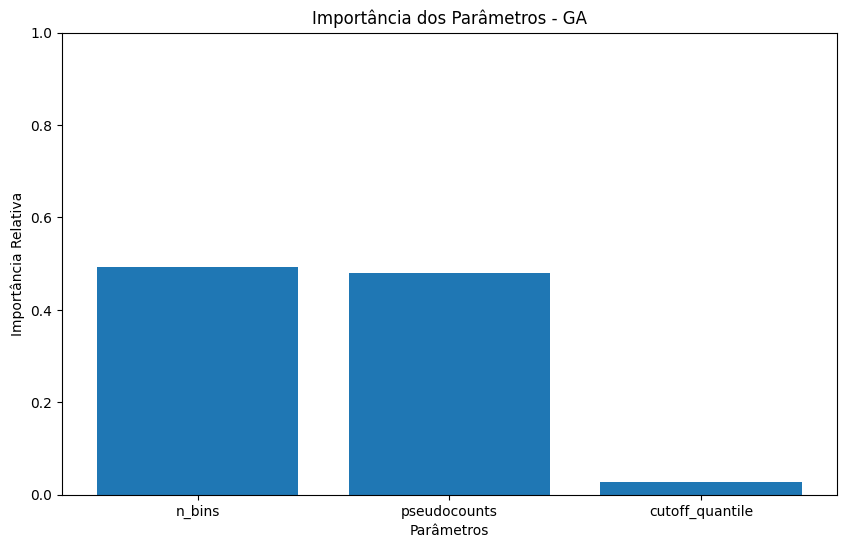 Importância dos Parâmetros - GA
1.0
0.8
0.6
0.4
0.2
0.0
Importância Relativa
n_bins
pseudocounts
cutoff_quantile
Parâmetros